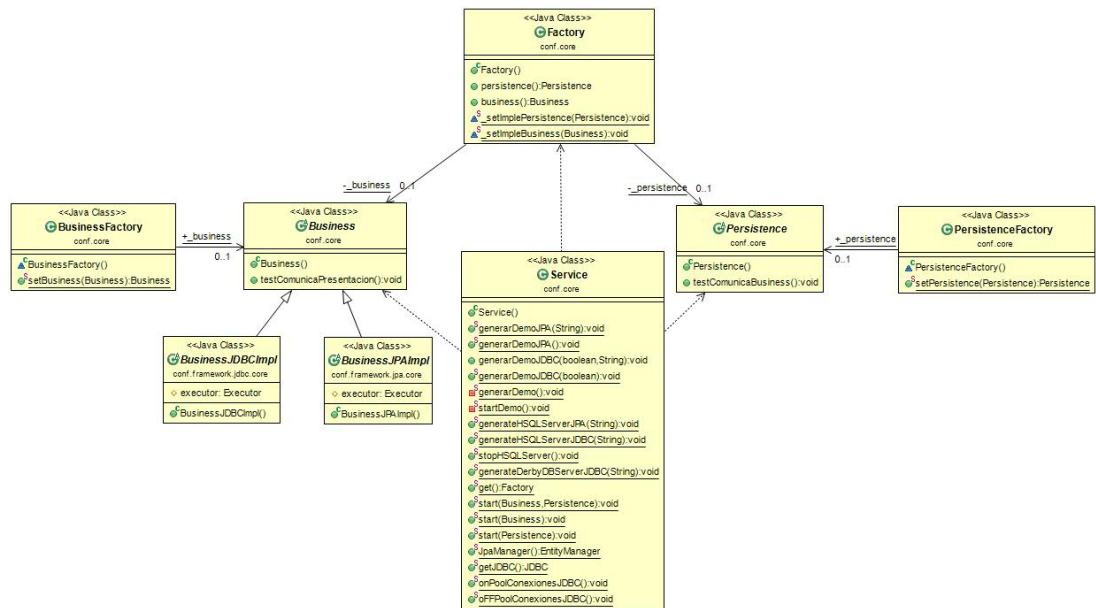 <<Java Class>>
Factory
conf.core
Factory()
persistence():Persistence
business():Business
_setImplePersistence(Persistence):void
_setImpleBusiness(Business):void
-_business
0..1
-_persistence
0..1
<<Java Class>>
BusinessFactory
conf.core
BusinessFactory()
setBusiness(Business):Business
+_business
0..1
<<Java Class>>
Business
conf.core
Business()
testComunicaPresentacion():void
<<Java Class>>
Persistence
conf.core
Persistence()
testComunicaBusiness():void
+_persistence
0..1
<<Java Class>>
PersistenceFactory
conf.core
PersistenceFactory()
setPersistence(Persistence):Persistence
<<Java Class>>
BusinessJDBCImpl
conf.framework.jdbc.core
executor: Executor
BusinessJDBCImpl()
<<Java Class>>
BusinessJPAImpl
conf.framework.jpa.core
executor: Executor
BusinessJPAImpl()
<<Java Class>>
Service
conf.core
Service()
generarDemoJPA(String):void
generarDemoJPA():void
generarDemoJDBC(boolean,String):void
generarDemoJDBC(boolean):void
generarDemo():void
startDemo():void
generateHSQLServerJPA(String):void
generateHSQLServerJDBC(String):void
stopHSQLServer():void
generateDerbyDBServerJDBC(String):void
get():Factory
start(Business,Persistence):void
start(Business):void
start(Persistence):void
JpaManager():EntityManager
getJDBC():JDBC
onPoolConexionesJDBC():void
oFFPoolConexionesJDBC():void